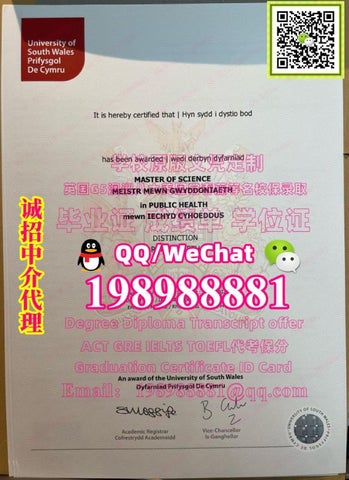 University of
South Wales
Prifysgol
De Cymru
It is hereby certified that | Hyn sydd i dystio bod
has been awarded | wedi derbyn dyfarniad
学校原版文凭定制
MASTER OF SCIENCE
MEISTR MEWN GWYDDONIAETH
in PUBLIC HEALTH
mewn IECHYD CYHOEDDUS
毕业证 成绩单 学位证
DISTINCTION
诚招中介代理
QQ/WeChat
198988881
Degree Diploma Transcript offer
ACT GRE IELTS TOEFL代考保分
Graduation Certificate ID Card
An award of the University of South Wales
Dyfarniad Prifysgol De Cymru
Email: 198988881@qq.com
Academic Registrar
Cofrestrydd Academaidd
Vice-Chancellor
Is Ganghellor